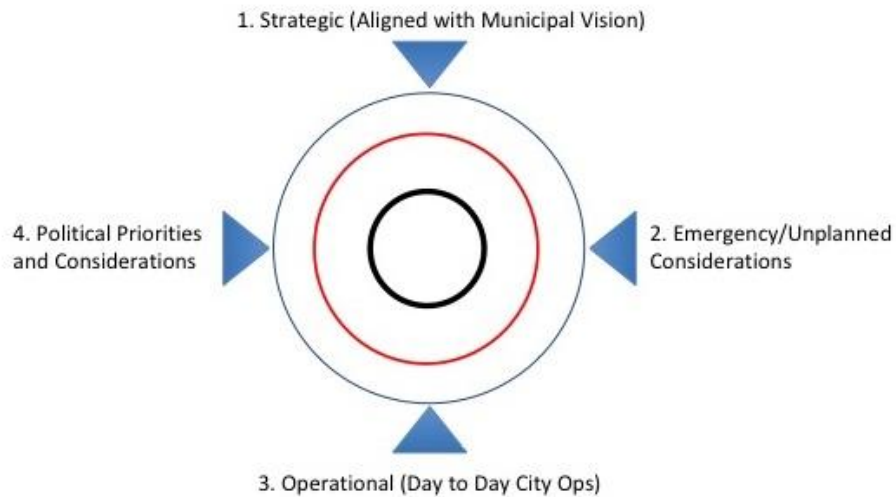 1. Strategic (Aligned with Municipal Vision)
4. Political Priorities
and Considerations
2. Emergency/Unplanned
Considerations
3. Operational (Day to Day City Ops)